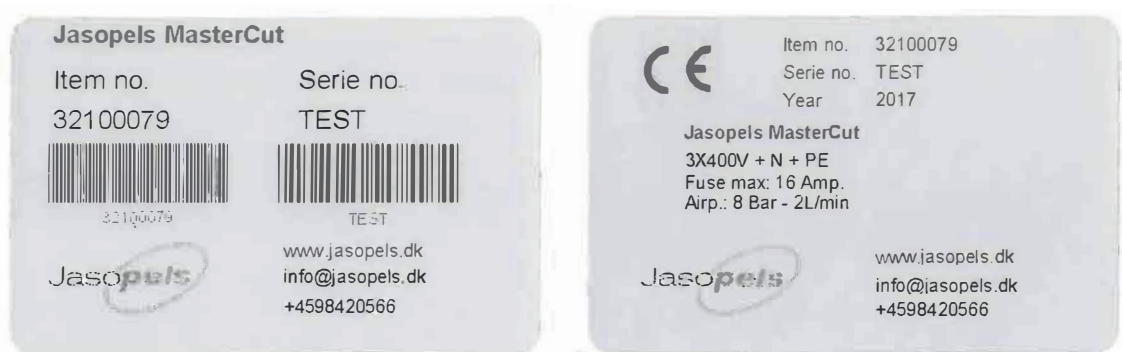 Jasopels MasterCut
Item no. Serie no.
32100079 TEST
32100079 TEST
www.jasopels.dk
Jasopels
info@jasopels.dk
+4598420566
CE
Item no. 32100079
Serie no. TEST
Year 2017
Jasopels MasterCut
3X400V + N + PE
Fuse max: 16 Amp.
Airp.: 8 Bar - 2L/min
www.jasopels.dk
Jasopels
info@jasopels.dk
+4598420566